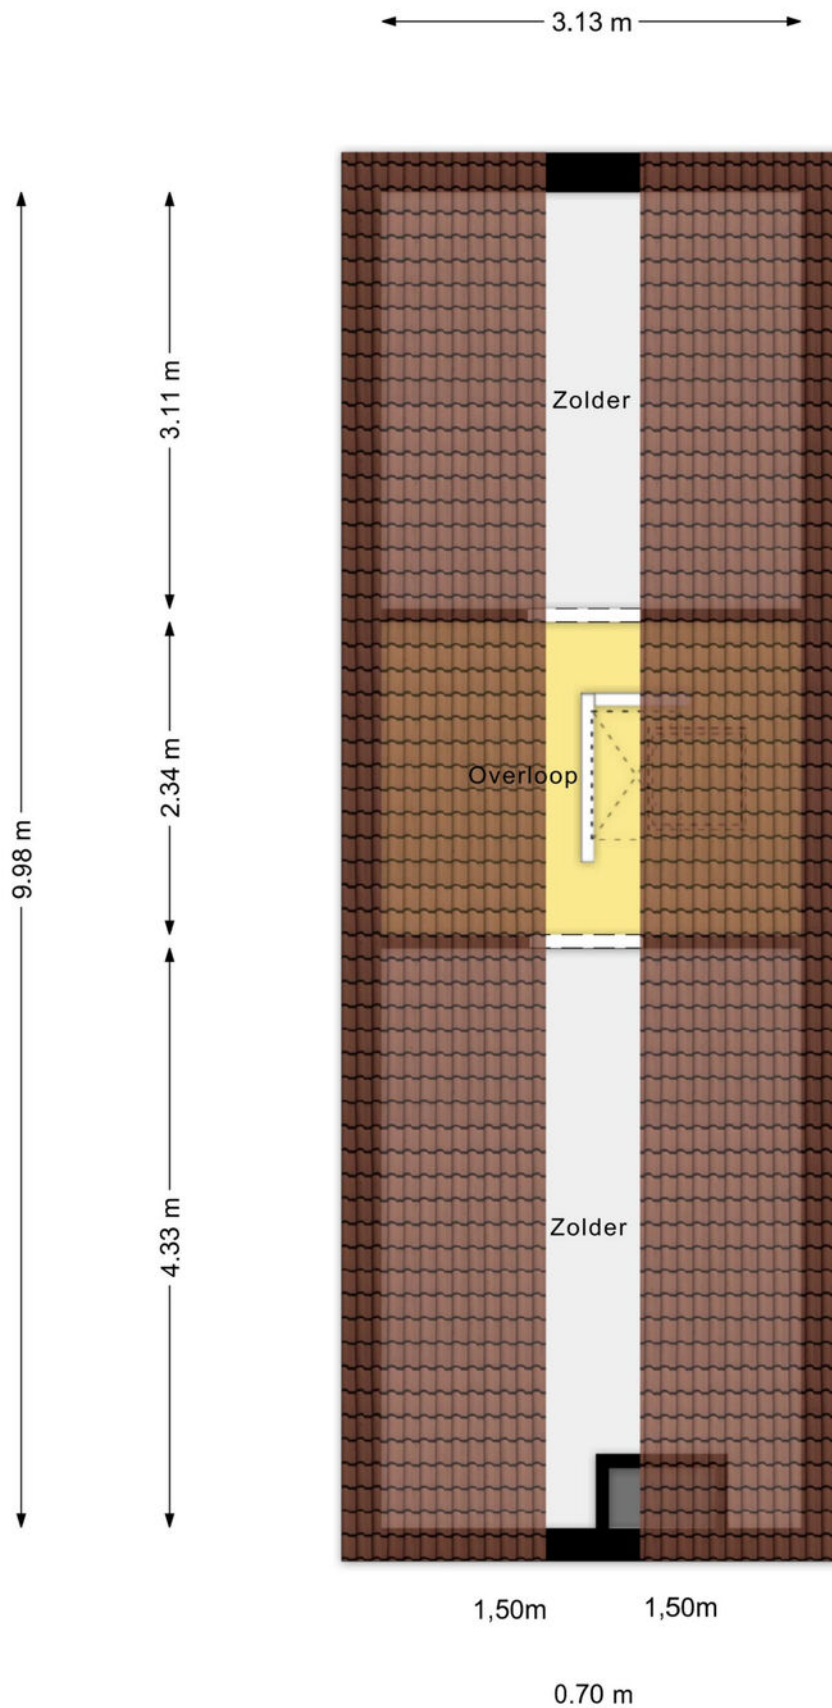 3.13 m
3.11 m
Zolder
2.34 m
Overloop
9.98 m
4.33 m
Zolder
1,50m
1,50m
0.70 m